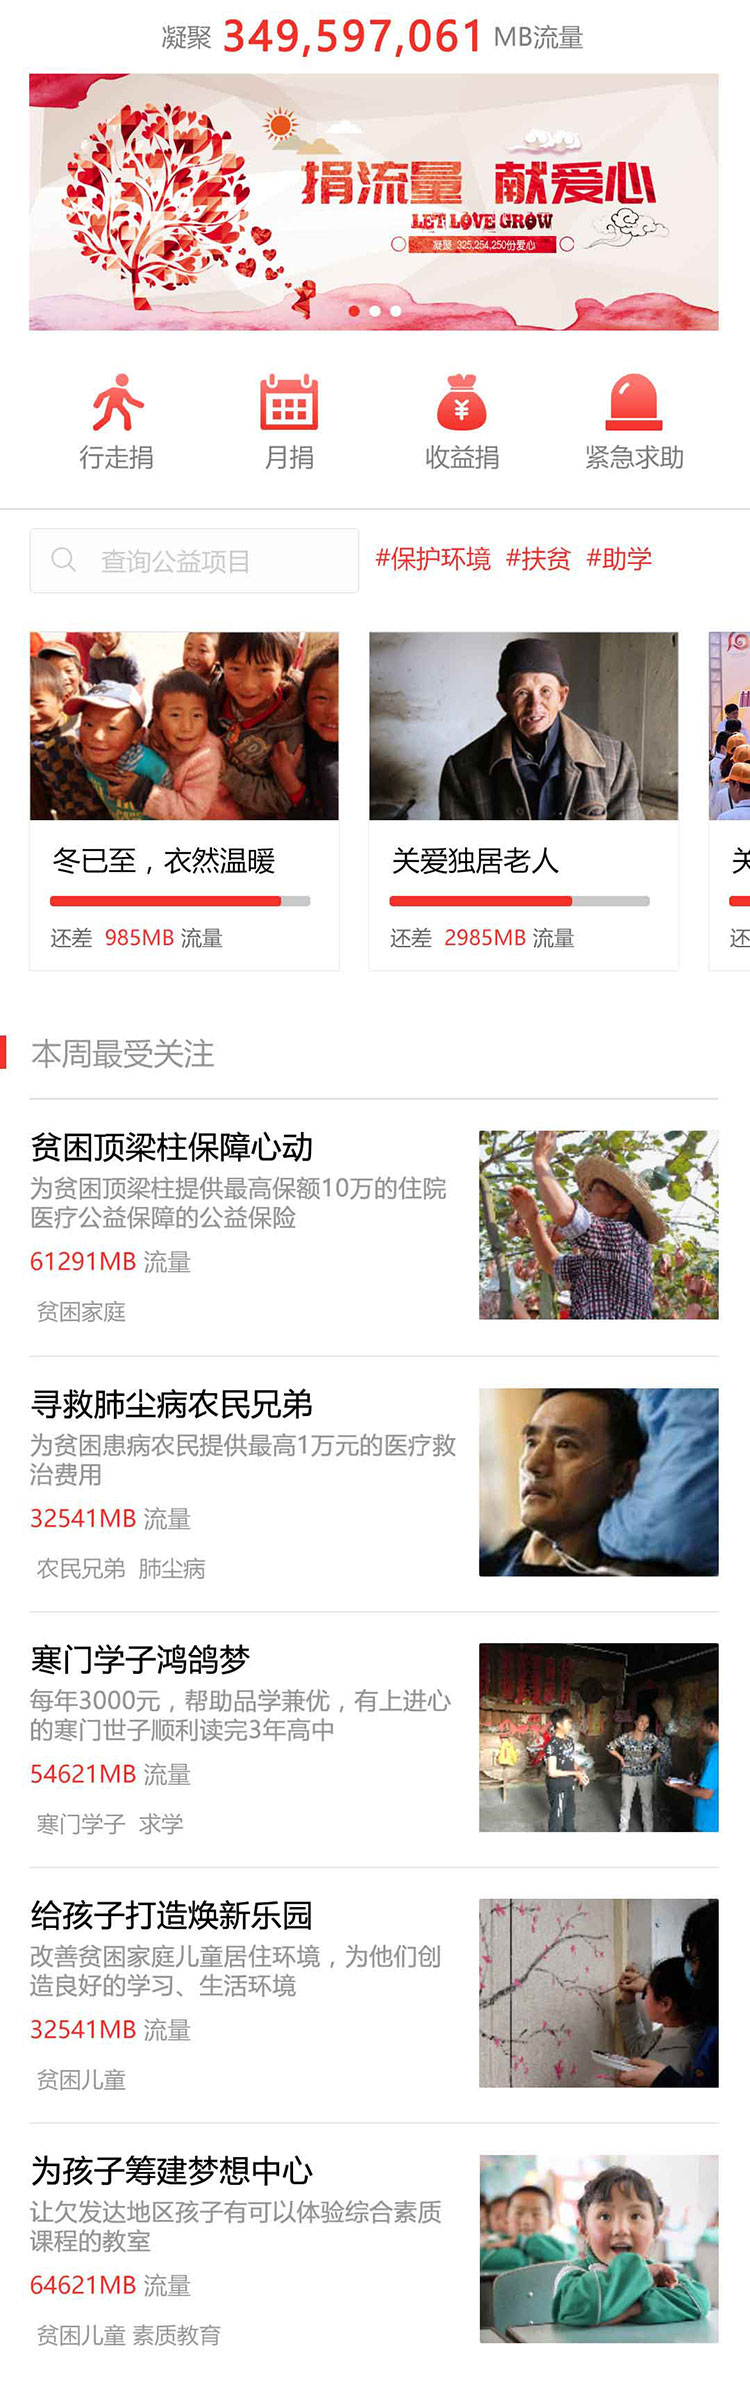 凝聚 349,597,061 MB流量
捐流量 献爱心
LET LOVE GROW
凝聚 325,254,250份爱心
行走捐 月捐 收益捐 紧急求助
查询公益项目 #保护环境 #扶贫 #助学
冬已至，衣然温暖 关爱独居老人 关
还差 985MB 流量 还差 2985MB 流量 还
本周最受关注
贫困顶梁柱保障心动
为贫困顶梁柱提供最高保额10万的住院
医疗公益保障的公益保险
61291MB 流量
贫困家庭
寻救肺尘病农民兄弟
为贫困患病农民提供最高1万元的医疗救
治费用
32541MB 流量
农民兄弟 肺尘病
寒门学子鸿鸽梦
每年3000元，帮助品学兼优，有上进心
的寒门世子顺利读完3年高中
54621MB 流量
寒门学子 求学
给孩子打造焕新乐园
改善贫困家庭儿童居住环境，为他们创
造良好的学习、生活环境
32541MB 流量
贫困儿童
为孩子筹建梦想中心
让欠发达地区孩子有可以体验综合素质
课程的教室
64621MB 流量
贫困儿童 素质教育